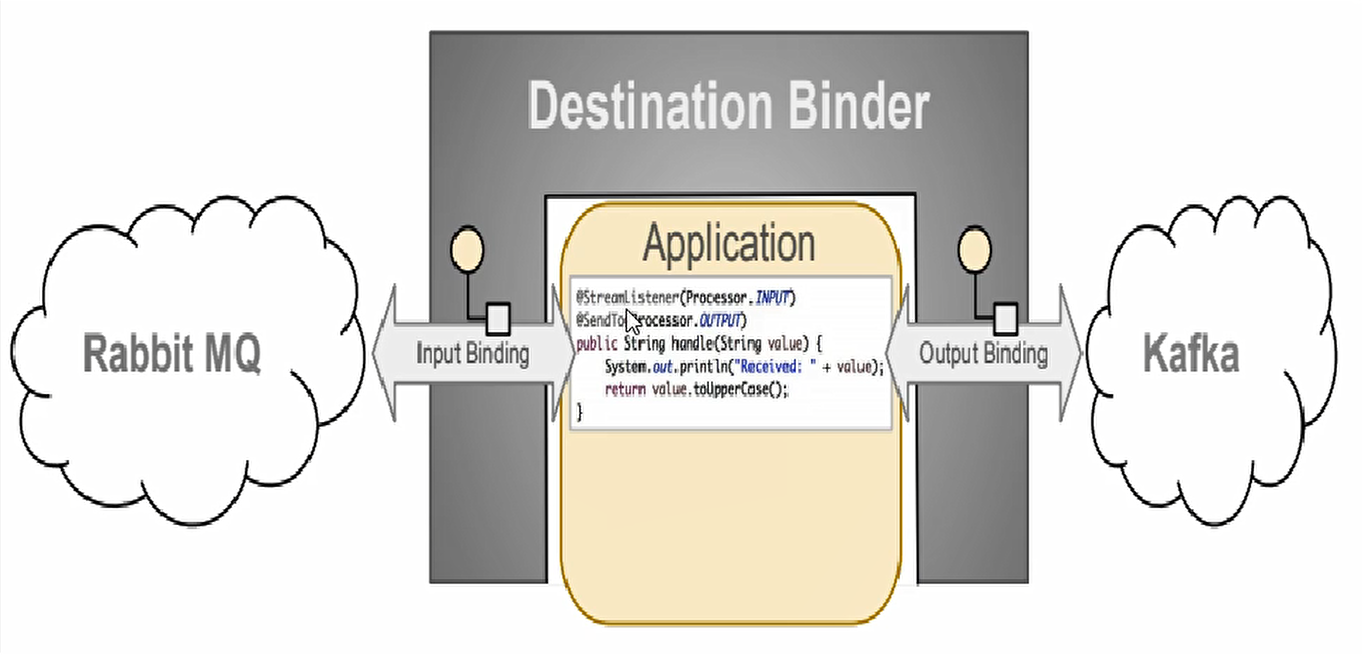 Destination Binder
Application
@StreamListener(Processor.INPUT)
@SendTo Processor.OUTPUT)
public String handle(String value) {
System.out.println("Received: " + value);
return value.toUpperCase();
}
Rabbit MQ
Input Binding
Output Binding
Kafka